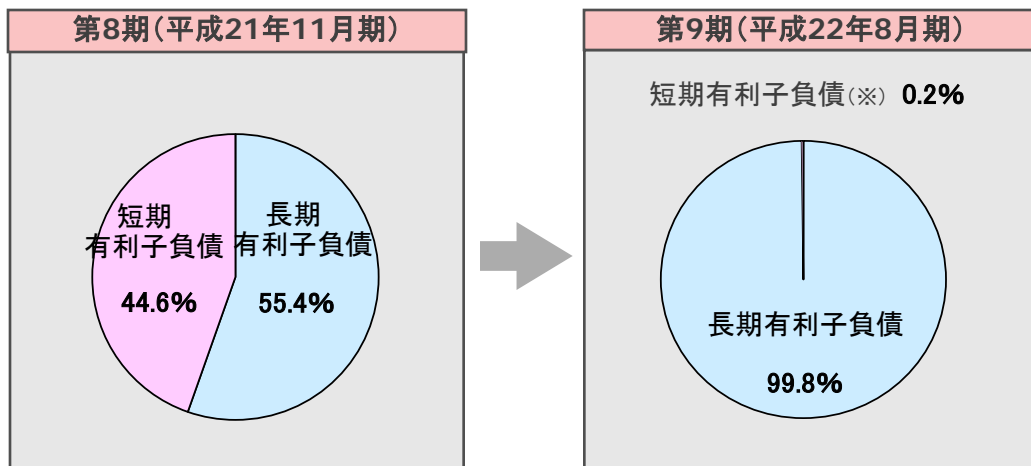 第8期（平成21年11月期）
短期
有利子負債
44.6%
長期
有利子負債
55.4%
第9期（平成22年8月期）
短期有利子負債（※） 0.2%
長期有利子負債
99.8%